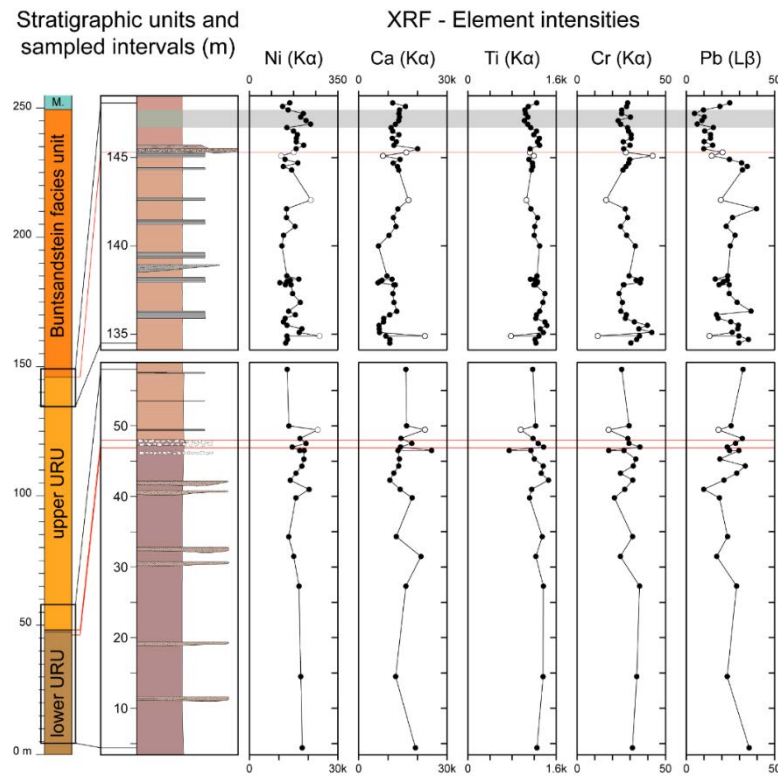 Stratigraphic units and
sampled intervals (m)
XRF - Element intensities
Ni (Kα) Ca (Kα) Ti (Kα) Cr (Kα) Pb (Lβ)
0 350 0 30k 0 1.6k 0 50 0 50
M.
250
145
Buntsandstein facies unit
200
140
150
135
upper URU
50
100
40
30
50
20
lower URU
10
0 m
5
0 30k 0 30k 0 1.6k 0 50 0 50